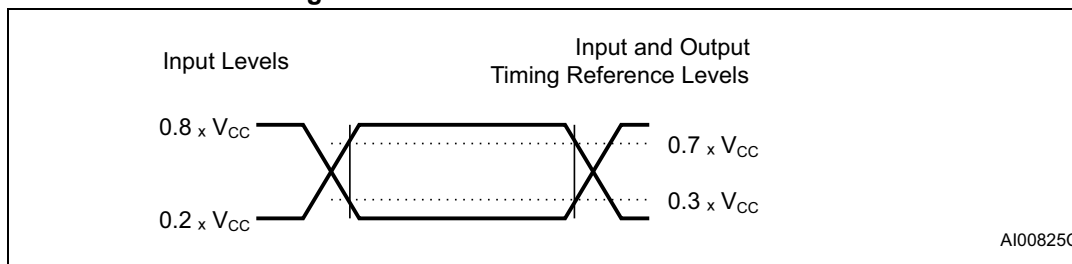 Input Levels
Input and Output
Timing Reference Levels
0.8 x VCC
0.7 x VCC
0.3 x VCC
0.2 x VCC